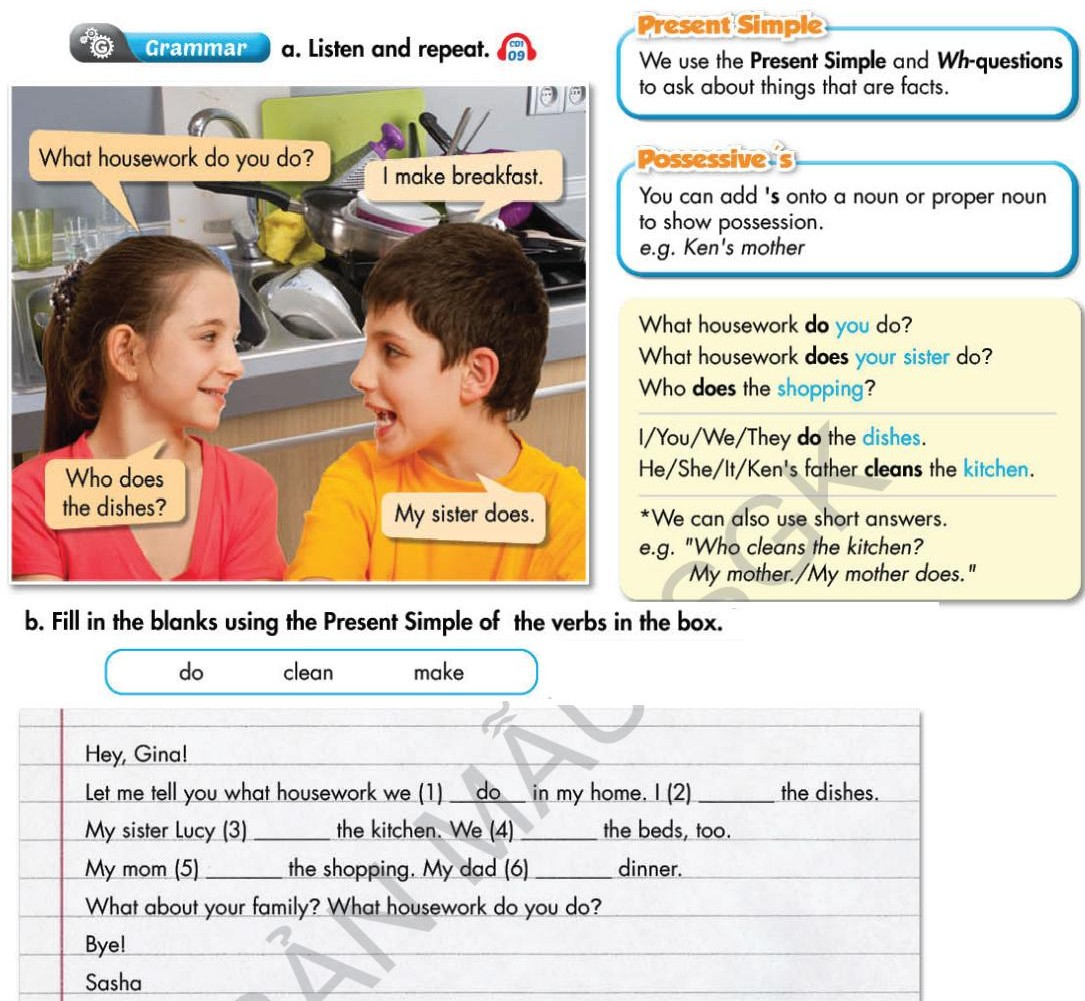 Grammar
a. Listen and repeat.
CD1
09
What housework do you do?
I make breakfast.
Who does
the dishes?
My sister does.
Present Simple
We use the Present Simple and Wh-questions
to ask about things that are facts.
Possessive 's
You can add 's onto a noun or proper noun
to show possession.
e.g. Ken's mother
What housework do you do?
What housework does your sister do?
Who does the shopping?
I/You/We/They do the dishes.
He/She/It/Ken's father cleans the kitchen.
*We can also use short answers.
e.g. "Who cleans the kitchen?
My mother./My mother does."
b. Fill in the blanks using the Present Simple of the verbs in the box.
do clean make
Hey, Gina!
Let me tell you what housework we (1) __do__ in my home. I (2) _______ the dishes.
My sister Lucy (3) _______ the kitchen. We (4) _______ the beds, too.
My mom (5) _______ the shopping. My dad (6) _______ dinner.
What about your family? What housework do you do?
Bye!
Sasha